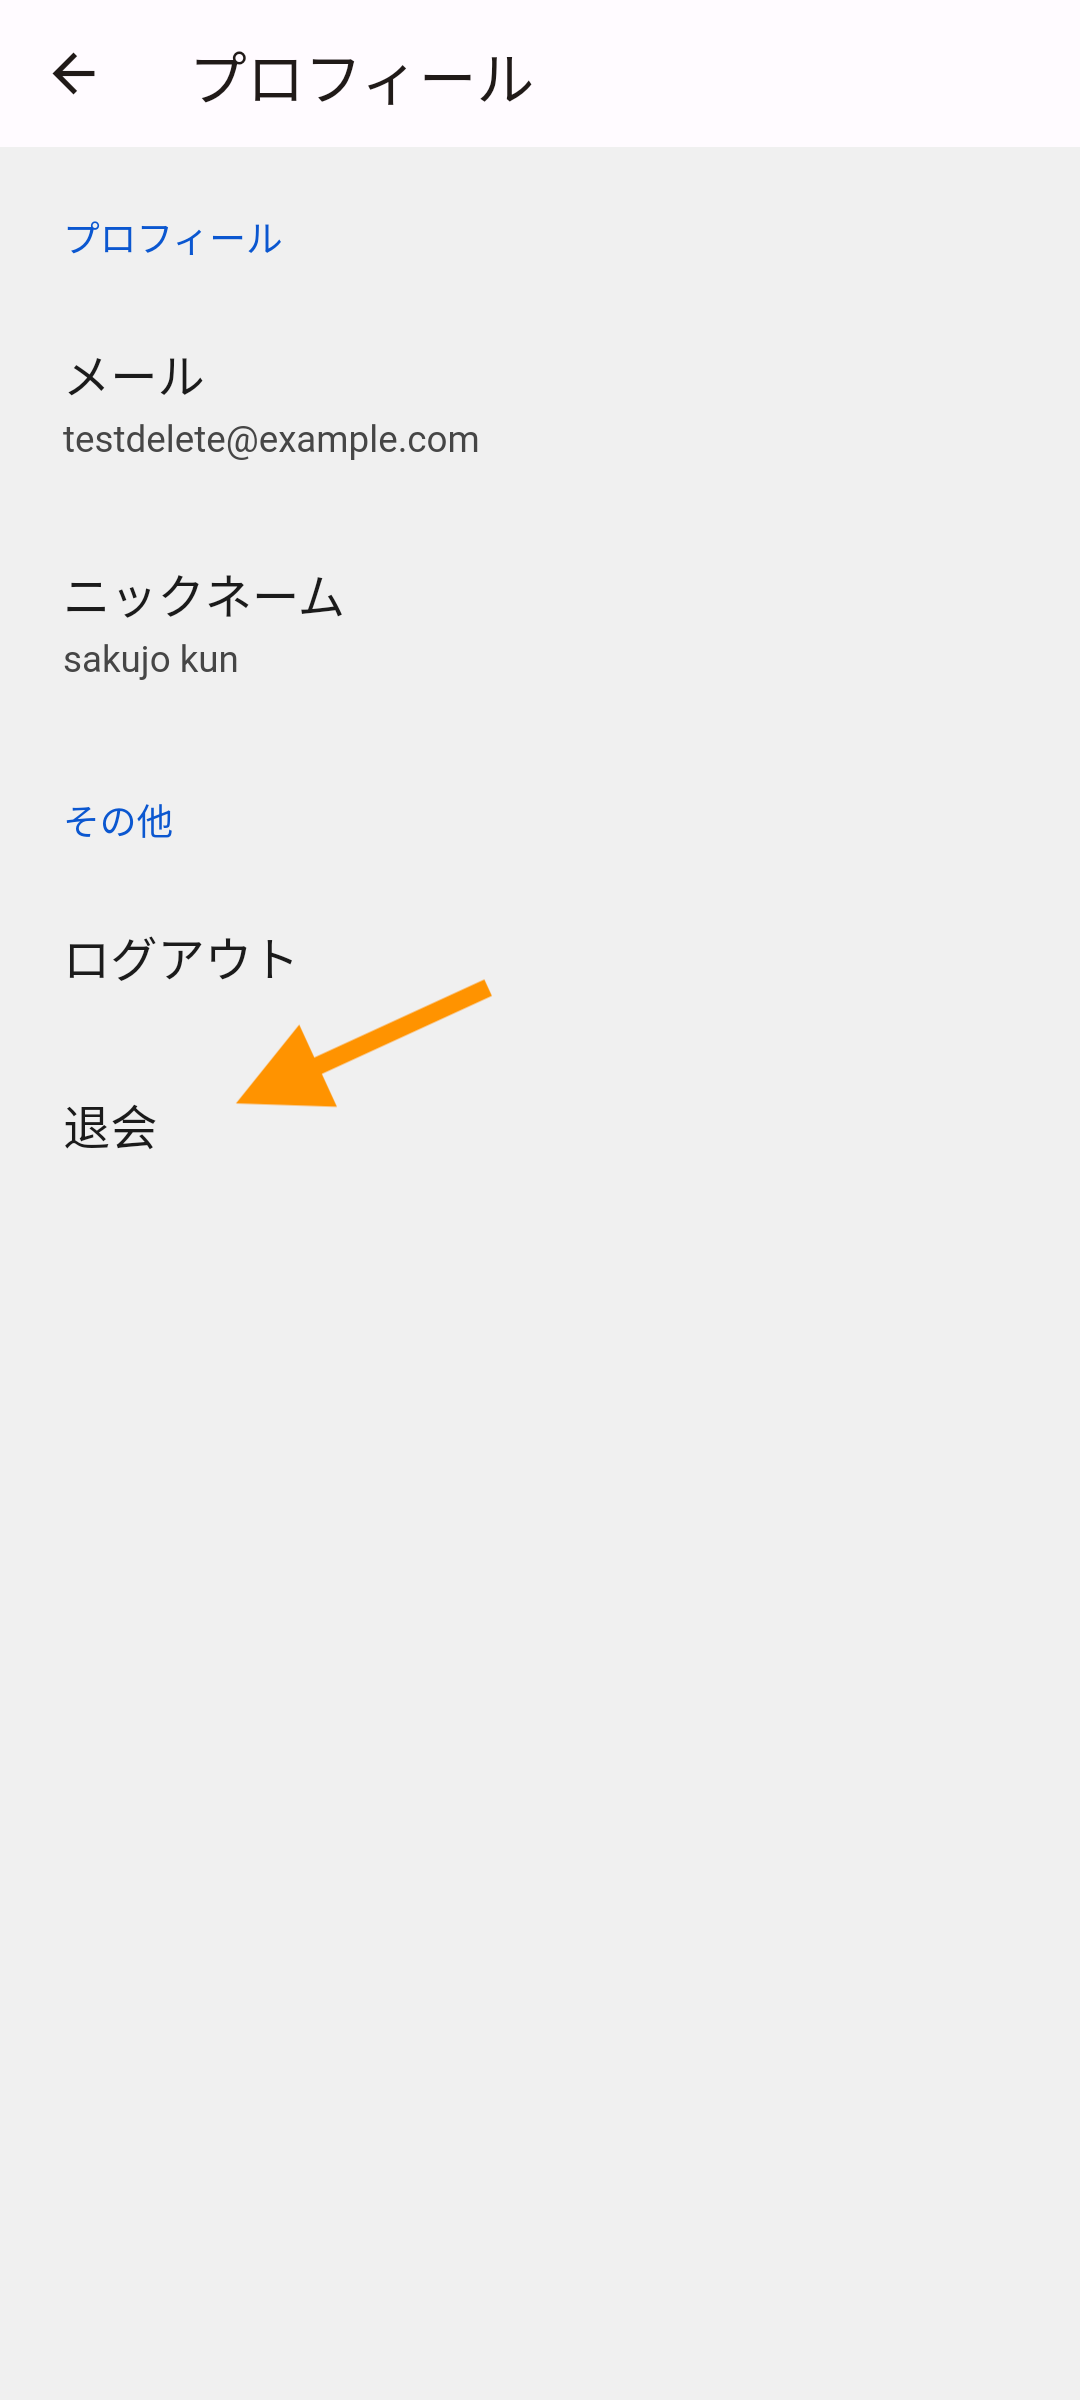 プロフィール
プロフィール
メール
testdelete@example.com
ニックネーム
sakujo kun
その他
ログアウト
退会